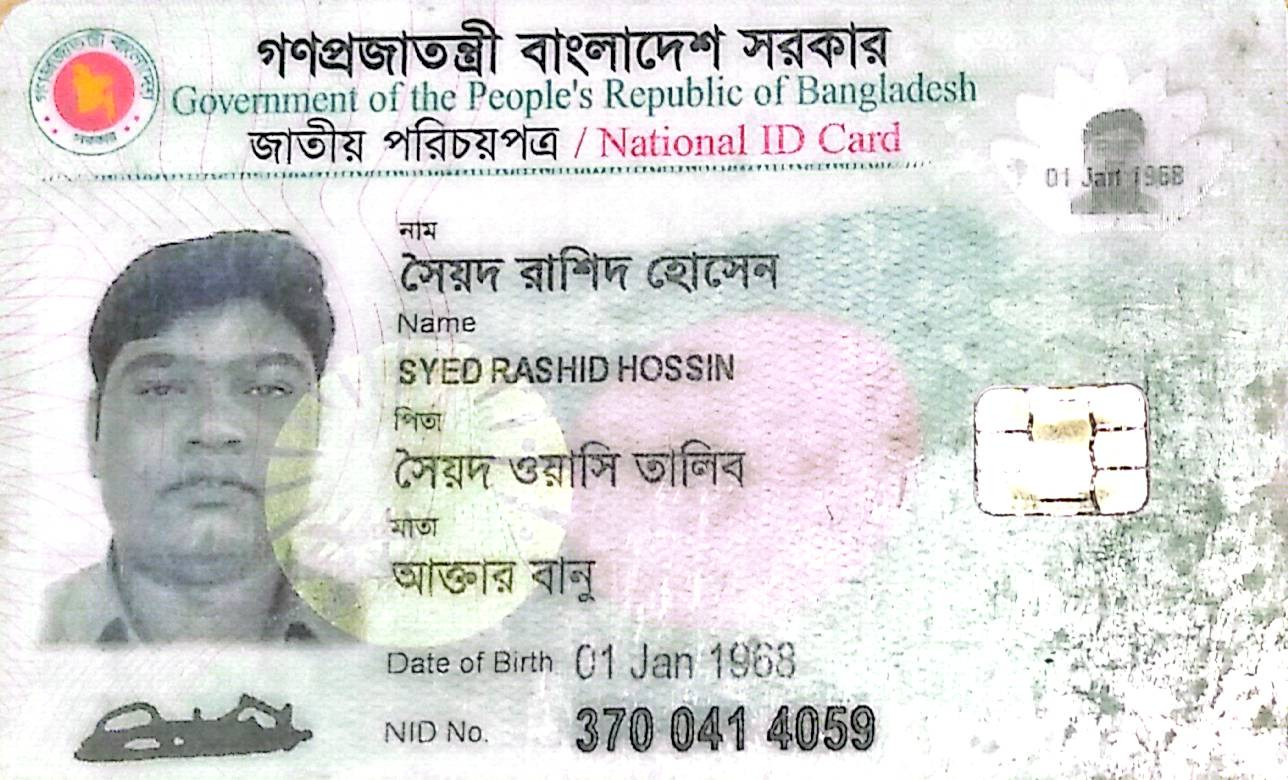 গণপ্রজাতন্ত্রী বাংলাদেশ সরকার
Government of the People's Republic of Bangladesh
জাতীয় পরিচয়পত্র / National ID Card
01 Jan 1968
নাম
সৈয়দ রাশিদ হোসেন
Name
SYED RASHID HOSSIN
পিতা
সৈয়দ ওয়াসি তালিব
মাতা
আক্তার বানু
Date of Birth 01 Jan 1968
NID No. 370 041 4059